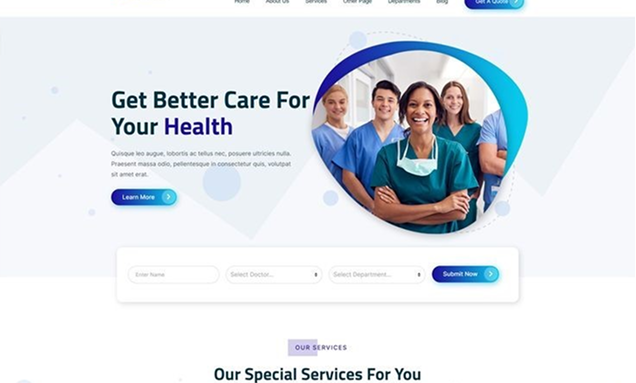 Home About Us Services Other Page Departments Blog Get A Quote
Get Better Care For
Your Health
Quisque leo augue, lobortis ac tellus nec, posuere ultricies nulla.
Praesent massa odio, pellentesque in consectetur quis, volutpat
sit amet erat.
Learn More
Enter Name Select Doctor... Select Department... Submit Now
OUR SERVICES
Our Special Services For You